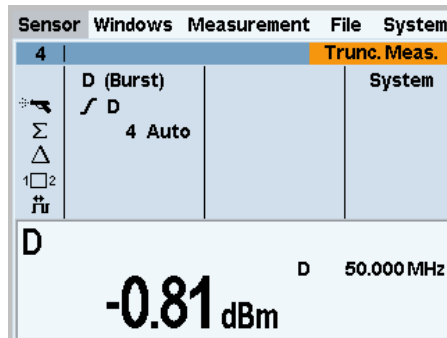 Sensor Windows Measurement File System
4 Trunc. Meas.
D (Burst) System
D
Σ 4 Auto
Δ
1 2
D
D 50.000 MHz
-0.81 dBm